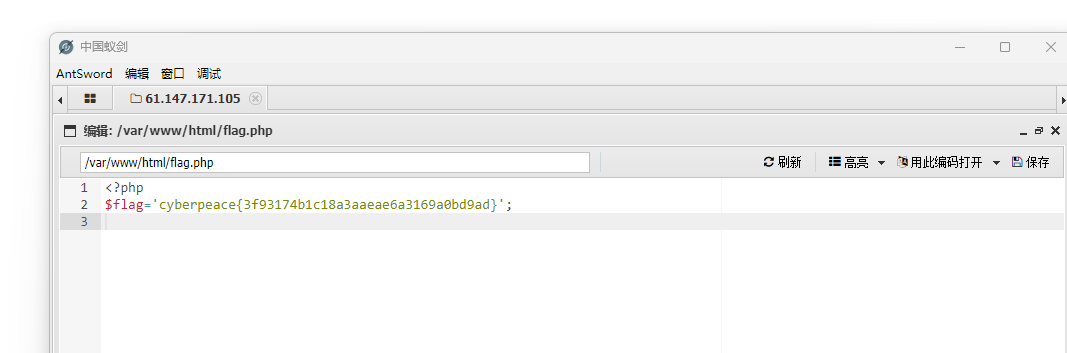 中国蚁剑
AntSword 编辑 窗口 调试
61.147.171.105
编辑: /var/www/html/flag.php
/var/www/html/flag.php 刷新 高亮 用此编码打开 保存
1 <?php
2 $flag='cyberpeace{3f93174b1c18a3aaeae6a3169a0bd9ad}';
3